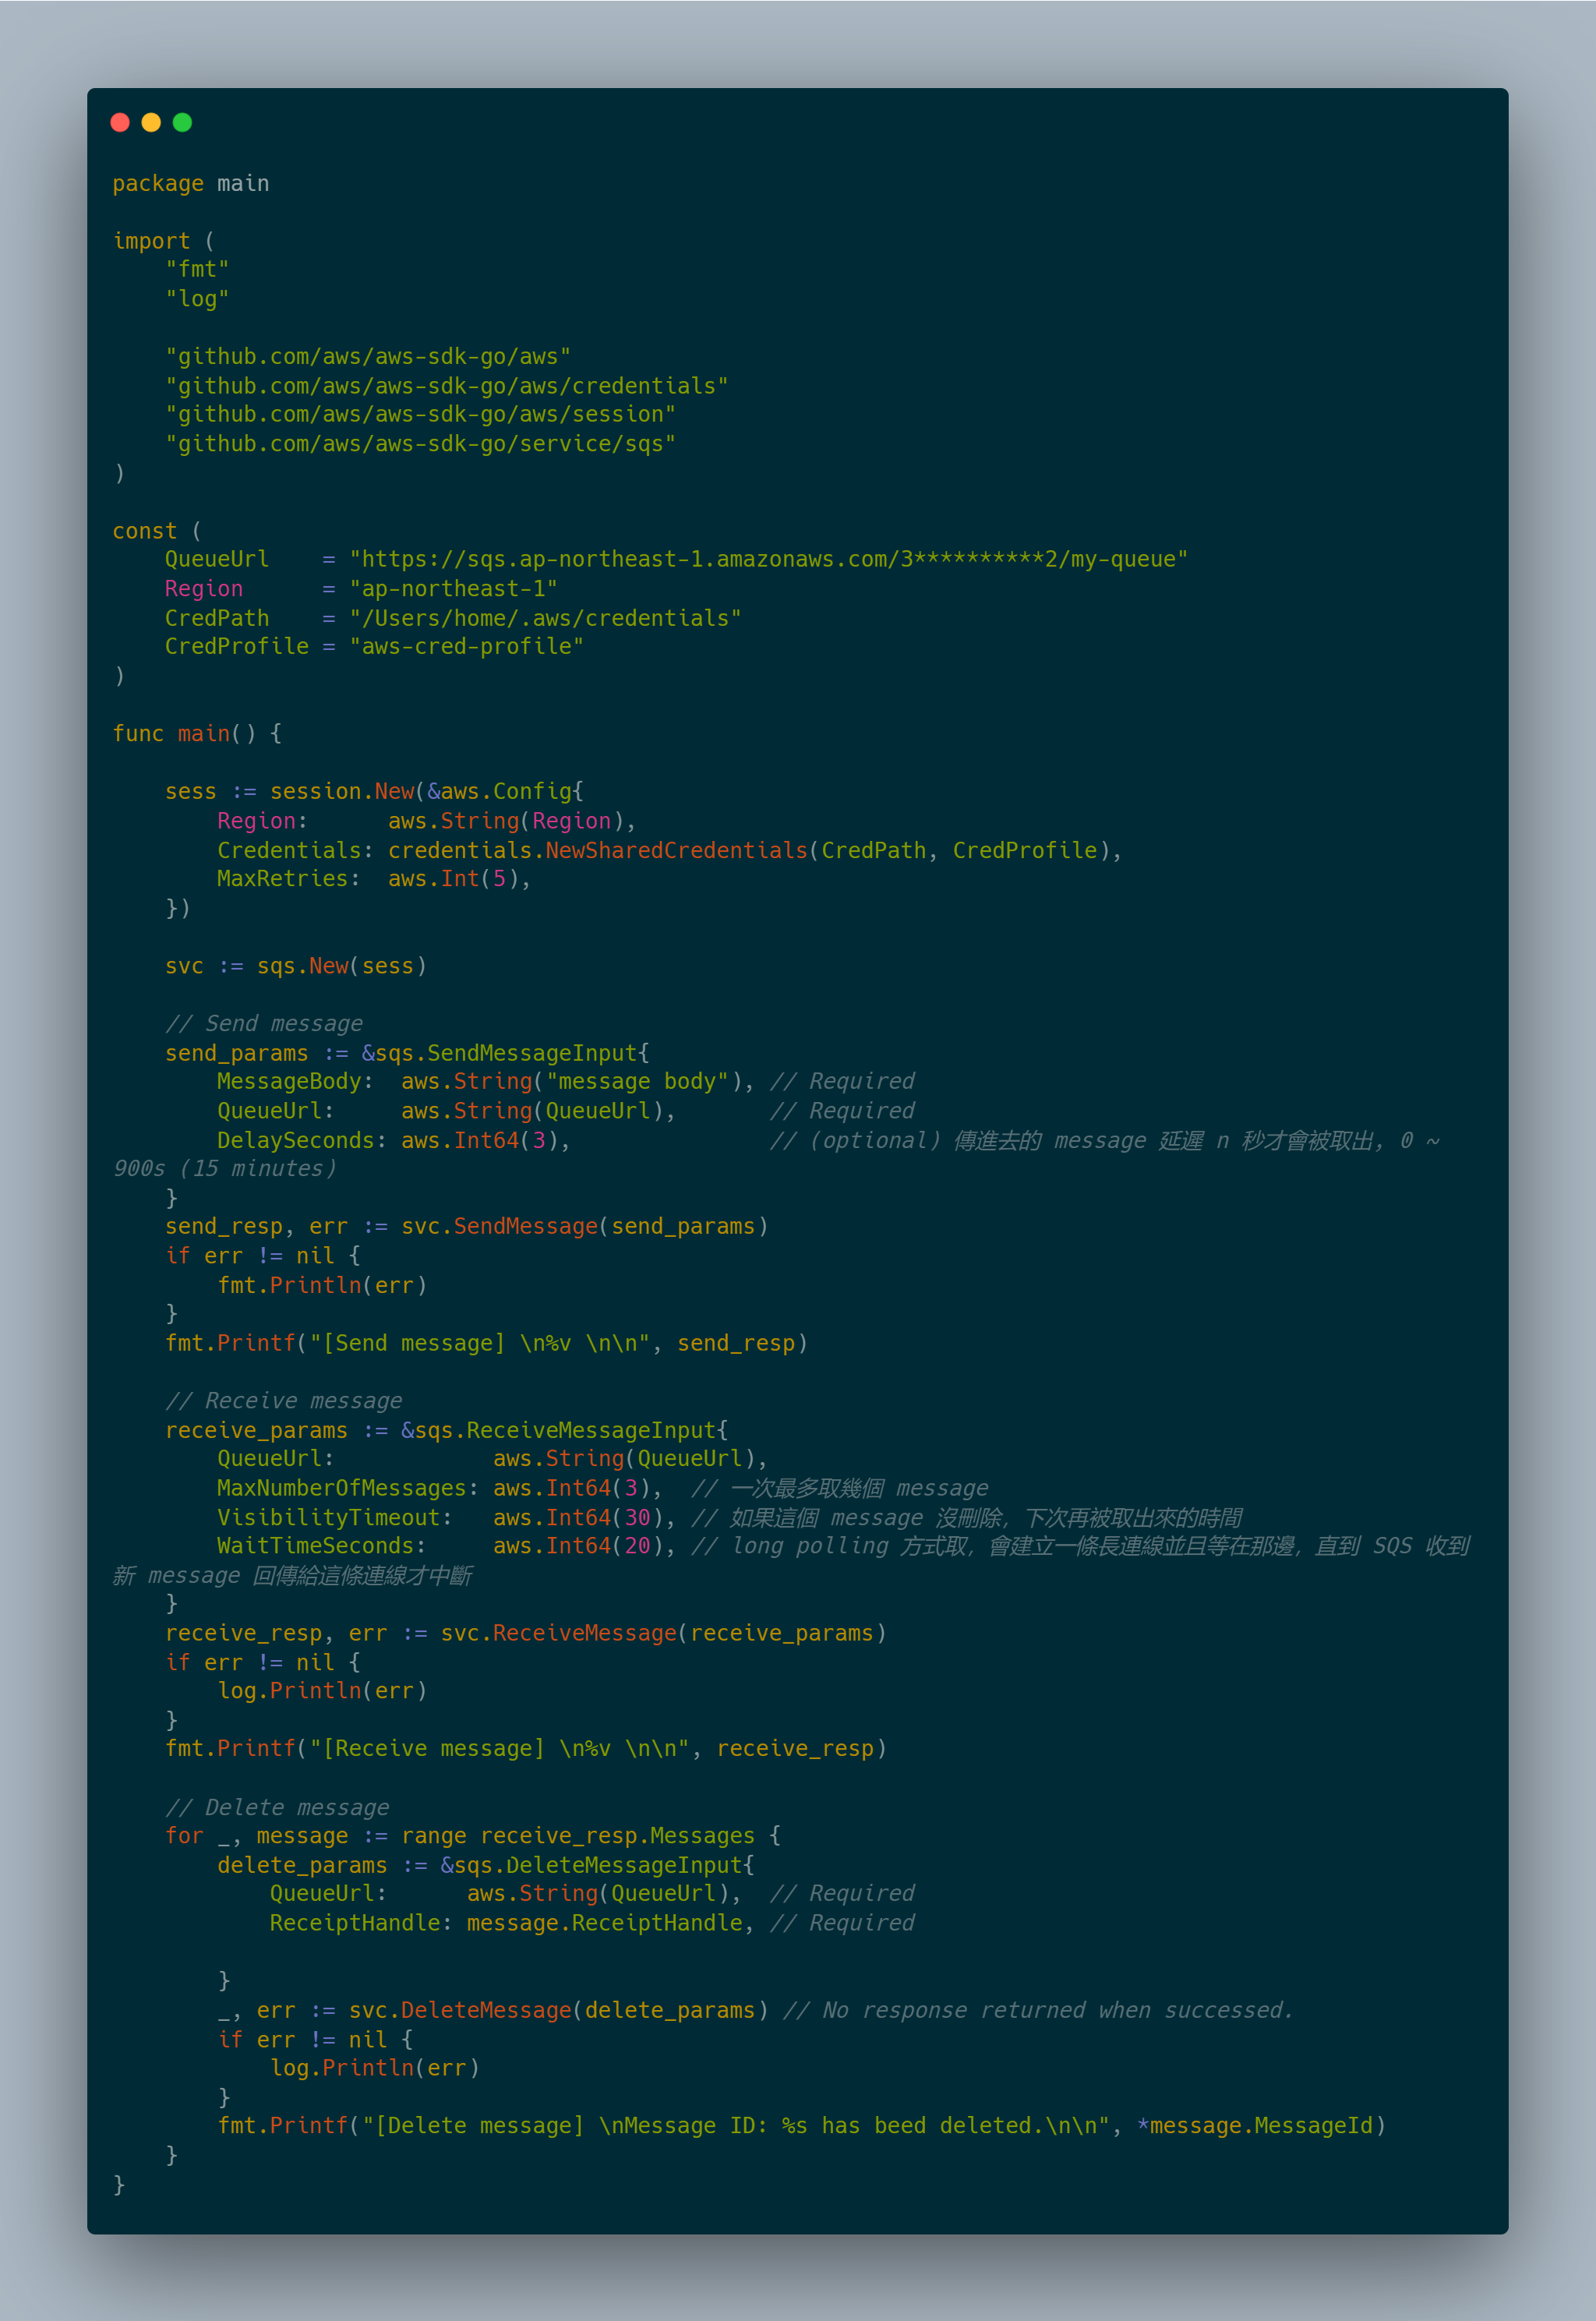 package main
import (
    "fmt"
    "log"
    "github.com/aws/aws-sdk-go/aws"
    "github.com/aws/aws-sdk-go/aws/credentials"
    "github.com/aws/aws-sdk-go/aws/session"
    "github.com/aws/aws-sdk-go/service/sqs"
)
const (
    QueueUrl    = "https://sqs.ap-northeast-1.amazonaws.com/3**********2/my-queue"
    Region      = "ap-northeast-1"
    CredPath    = "/Users/home/.aws/credentials"
    CredProfile = "aws-cred-profile"
)
func main() {
    sess := session.New(&aws.Config{
        Region:      aws.String(Region),
        Credentials: credentials.NewSharedCredentials(CredPath, CredProfile),
        MaxRetries:  aws.Int(5),
    })
    svc := sqs.New(sess)
    // Send message
    send_params := &sqs.SendMessageInput{
        MessageBody:  aws.String("message body"), // Required
        QueueUrl:     aws.String(QueueUrl),       // Required
        DelaySeconds: aws.Int64(3),               // (optional) 傳進去的 message 延遲 n 秒才會被取出, 0 ~
900s (15 minutes)
    }
    send_resp, err := svc.SendMessage(send_params)
    if err != nil {
        fmt.Println(err)
    }
    fmt.Printf("[Send message] \n%v \n\n", send_resp)
    // Receive message
    receive_params := &sqs.ReceiveMessageInput{
        QueueUrl:            aws.String(QueueUrl),
        MaxNumberOfMessages: aws.Int64(3),  // 一次最多取幾個 message
        VisibilityTimeout:   aws.Int64(30), // 如果這個 message 沒刪除, 下次再被取出來的時間
        WaitTimeSeconds:     aws.Int64(20), // long polling 方式取, 會建立一條長連線並且等在那邊, 直到 SQS 收到
新 message 回傳給這條連線才中斷
    }
    receive_resp, err := svc.ReceiveMessage(receive_params)
    if err != nil {
        log.Println(err)
    }
    fmt.Printf("[Receive message] \n%v \n\n", receive_resp)
    // Delete message
    for _, message := range receive_resp.Messages {
        delete_params := &sqs.DeleteMessageInput{
            QueueUrl:      aws.String(QueueUrl),  // Required
            ReceiptHandle: message.ReceiptHandle, // Required
        }
        _, err := svc.DeleteMessage(delete_params) // No response returned when successed.
        if err != nil {
            log.Println(err)
        }
        fmt.Printf("[Delete message] \nMessage ID: %s has beed deleted.\n\n", *message.MessageId)
    }
}